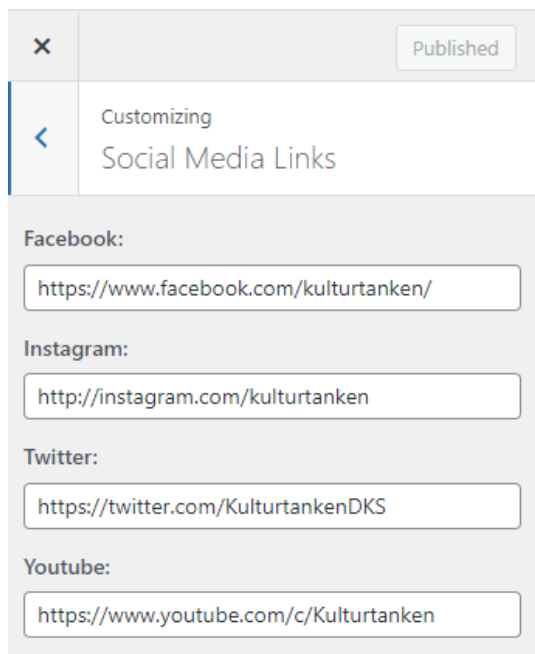 Published
Customizing
Social Media Links
Facebook:
https://www.facebook.com/kulturtanken/
Instagram:
http://instagram.com/kulturtanken
Twitter:
https://twitter.com/KulturtankenDKS
Youtube:
https://www.youtube.com/c/Kulturtanken